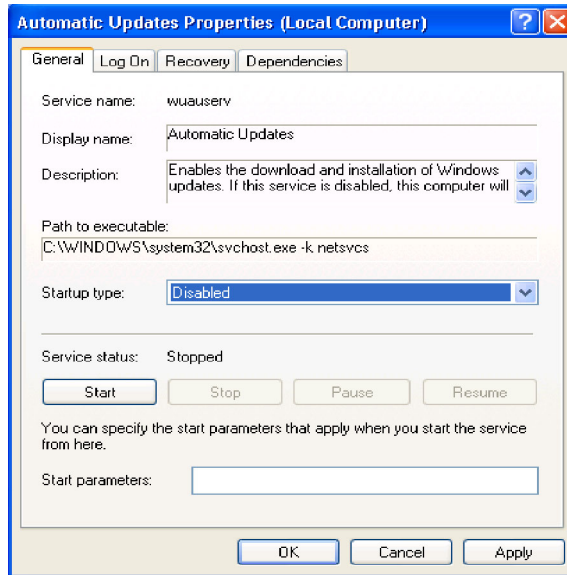 Automatic Updates Properties (Local Computer)
General Log On Recovery Dependencies
Service name: wuauserv
Display name: Automatic Updates
Description: Enables the download and installation of Windows
updates. If this service is disabled, this computer will
Path to executable:
C:\WINDOWS\system32\svchost.exe -k netsvcs
Startup type: Disabled
Service status: Stopped
Start Stop Pause Resume
You can specify the start parameters that apply when you start the service
from here.
Start parameters:
OK Cancel Apply